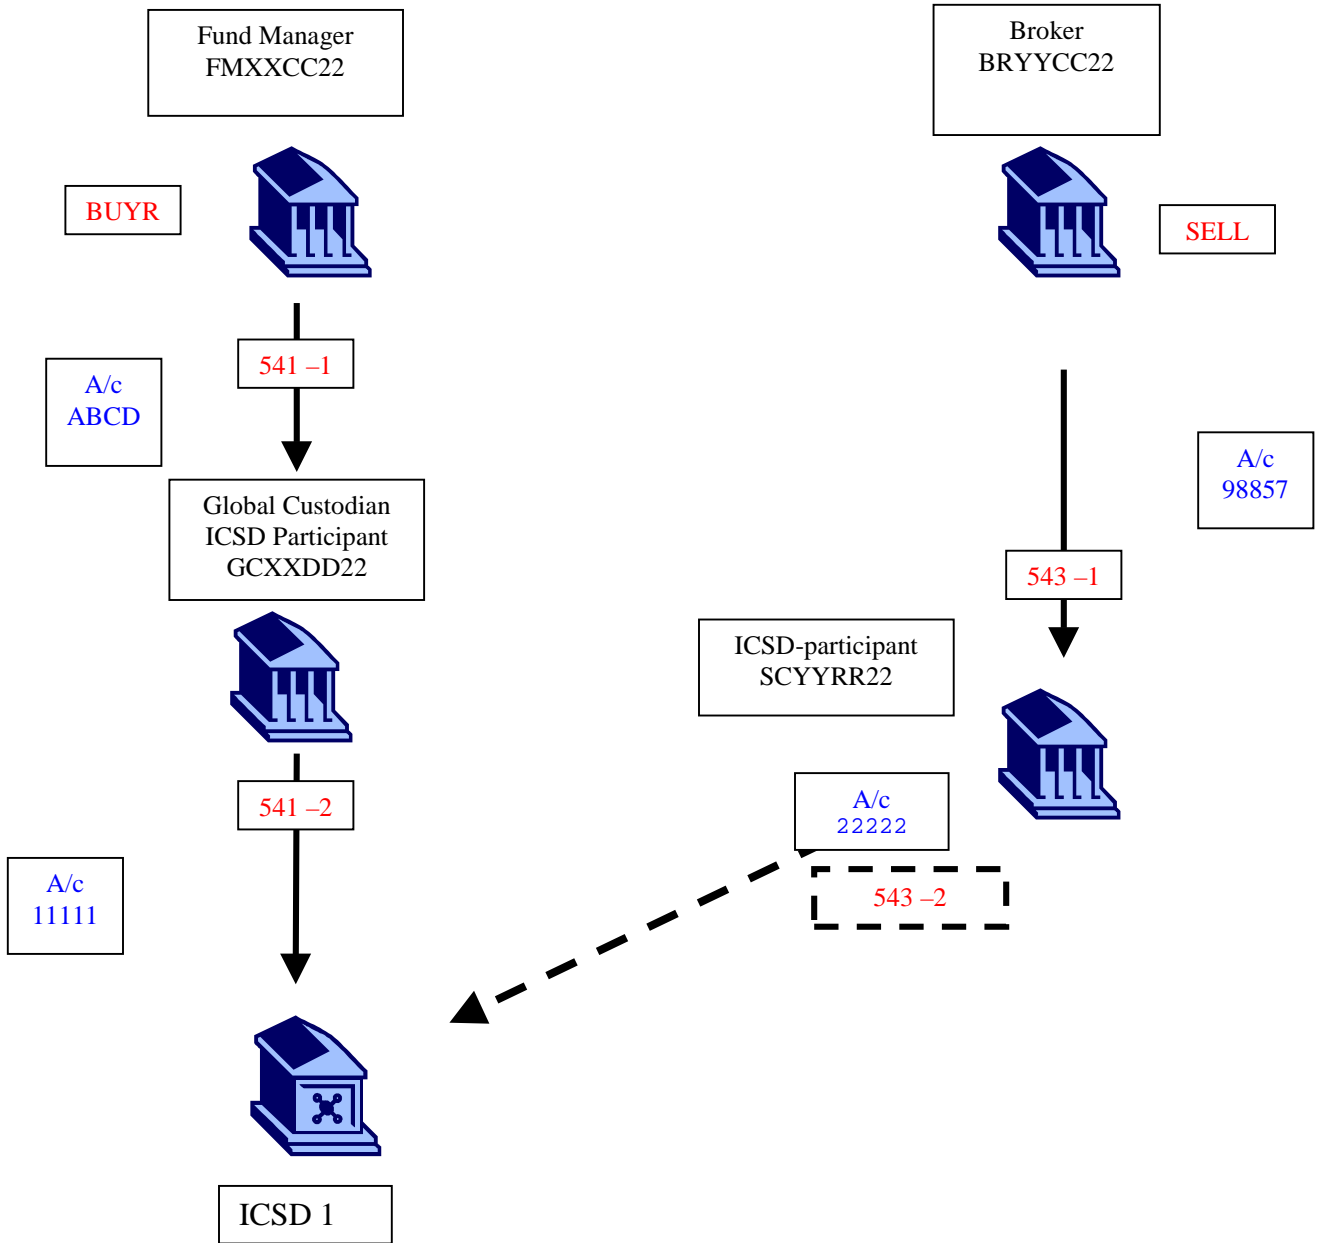 Fund Manager
FMXXCC22
Broker
BRYYCC22
BUYR
SELL
541 –1
A/c
ABCD
A/c
98857
Global Custodian
ICSD Participant
GCXXDD22
543 –1
ICSD-participant
SCYYRR22
541 –2
A/c
22222
A/c
11111
543 –2
ICSD 1